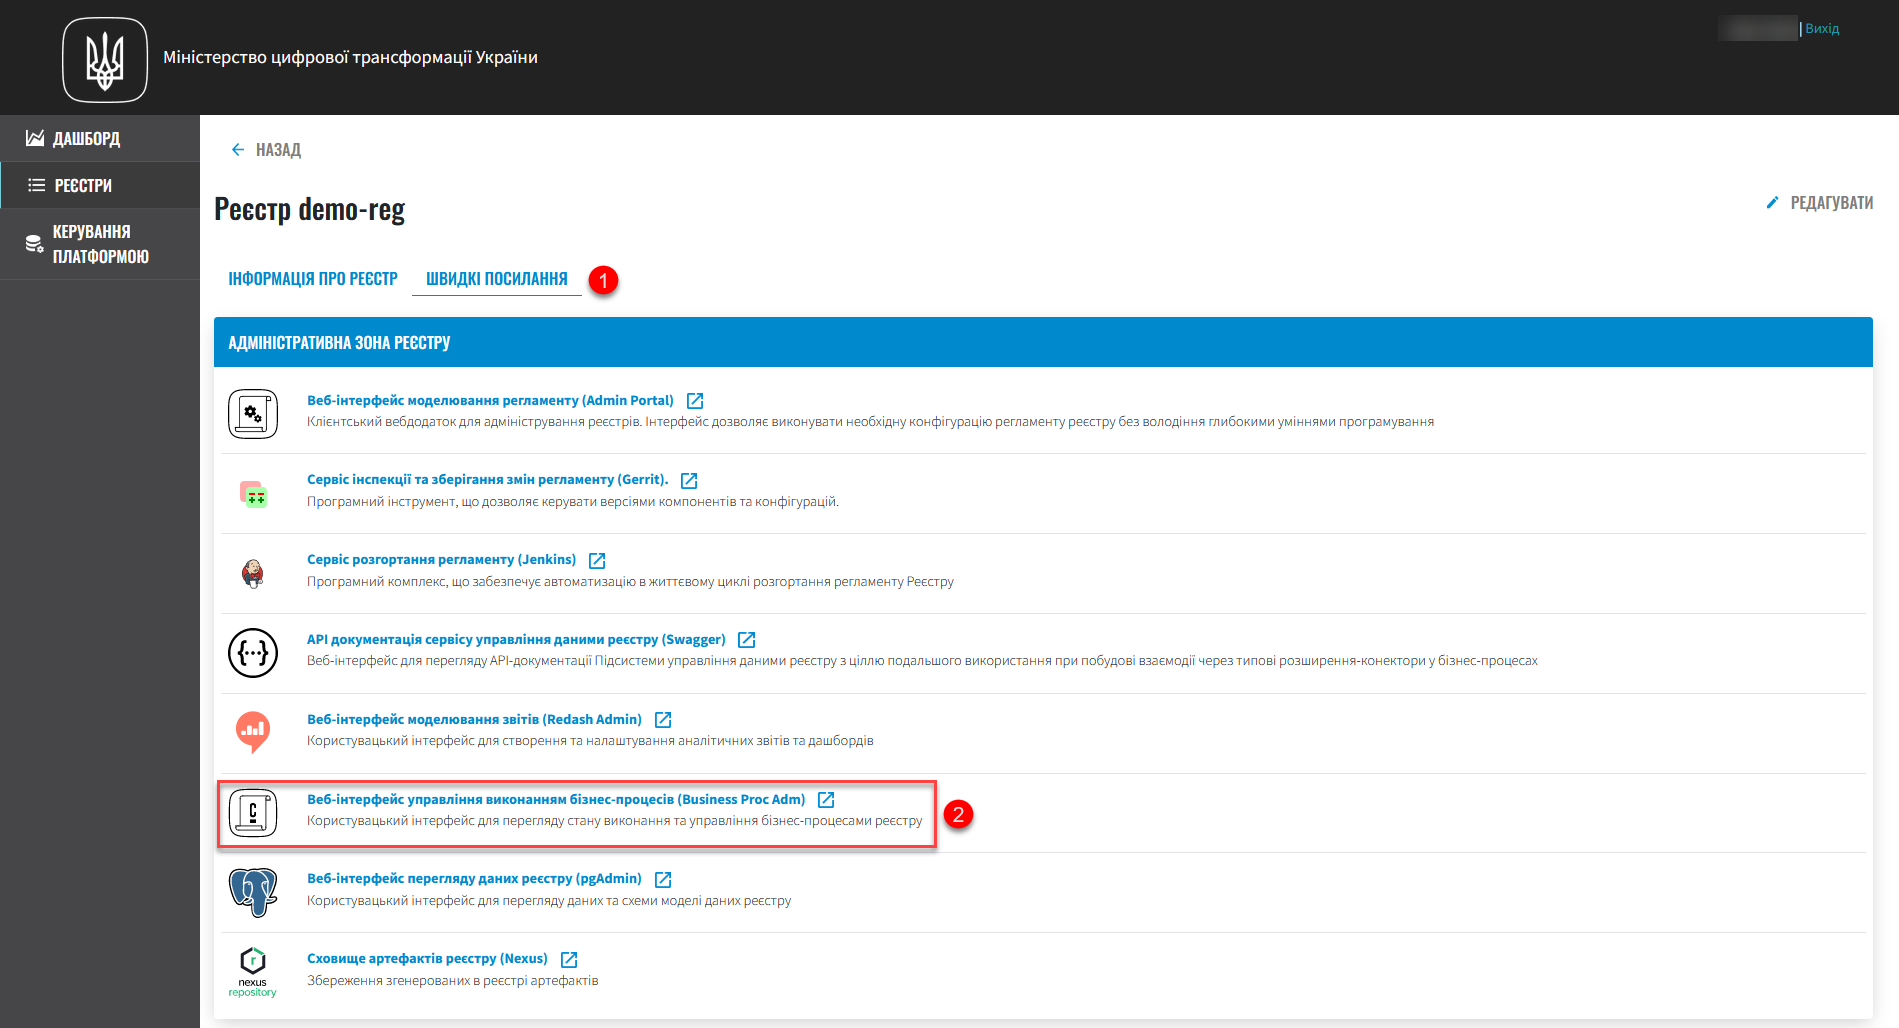 Міністерство цифрової трансформації України
| Вихід
ДАШБОРД
РЕЄСТРИ
КЕРУВАННЯ
ПЛАТФОРМОЮ
НАЗАД
Реєстр demo-reg
РЕДАГУВАТИ
ІНФОРМАЦІЯ ПРО РЕЄСТР ШВИДКІ ПОСИЛАННЯ 1
АДМІНІСТРАТИВНА ЗОНА РЕЄСТРУ
Веб-інтерфейс моделювання регламенту (Admin Portal)
Клієнтський вебдодаток для адміністрування реєстрів. Інтерфейс дозволяє виконувати необхідну конфігурацію регламенту реєстру без володіння глибокими уміннями програмування
Сервіс інспекції та зберігання змін регламенту (Gerrit).
Програмний інструмент, що дозволяє керувати версіями компонентів та конфігурацій.
Сервіс розгортання регламенту (Jenkins)
Програмний комплекс, що забезпечує автоматизацію в життєвому циклі розгортання регламенту Реєстру
{···}
API документація сервісу управління даними реєстру (Swagger)
Веб-інтерфейс для перегляду API-документації Підсистеми управління даними реєстру з ціллю подальшого використання при побудові взаємодії через типові розширення-конектори у бізнес-процесах
Веб-інтерфейс моделювання звітів (Redash Admin)
Користувацький інтерфейс для створення та налаштування аналітичних звітів та дашбордів
C
Веб-інтерфейс управління виконанням бізнес-процесів (Business Proc Adm)
Користувацький інтерфейс для перегляду стану виконання та управління бізнес-процесами реєстру
2
Веб-інтерфейс перегляду даних реєстру (pgAdmin)
Користувацький інтерфейс для перегляду даних та схеми моделі даних реєстру
r
nexus
repository
Сховище артефактів реєстру (Nexus)
Збереження згенерованих в реєстрі артефактів